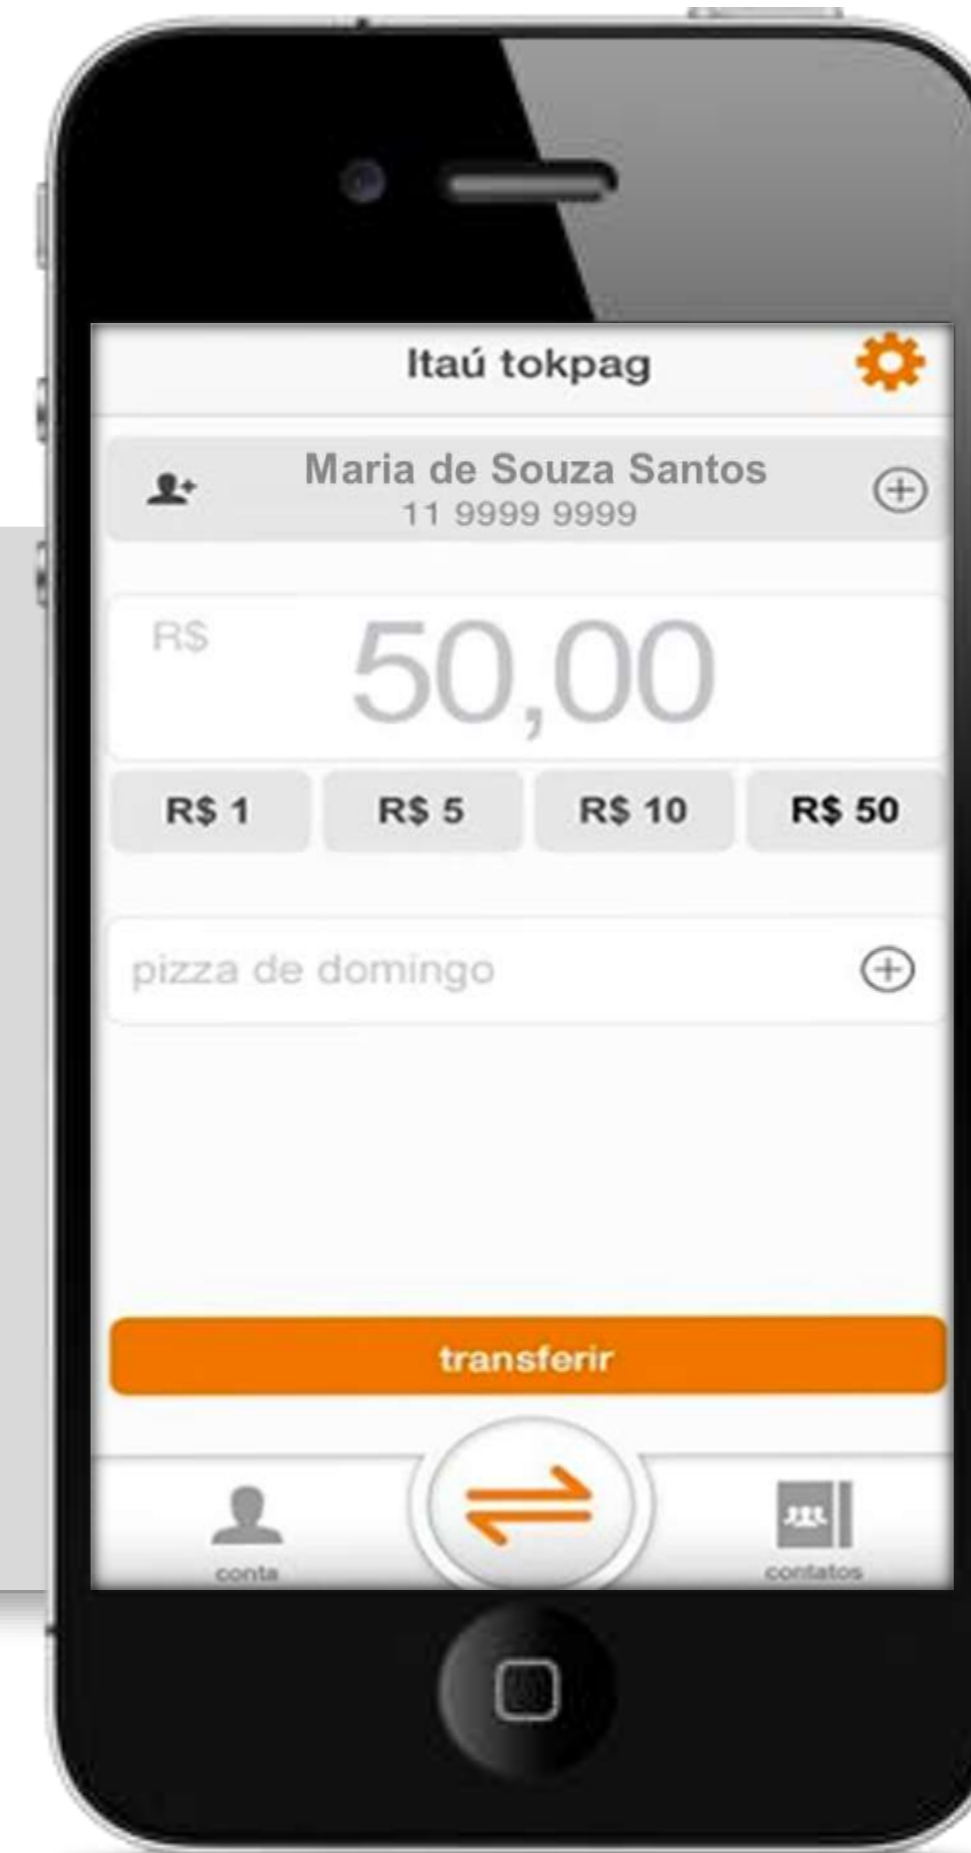 Itaú tokpag
Maria de Souza Santos
11 9999 9999
R$ 50,00
R$ 1 R$ 5 R$ 10 R$ 50
pizza de domingo
transferir
conta contatos